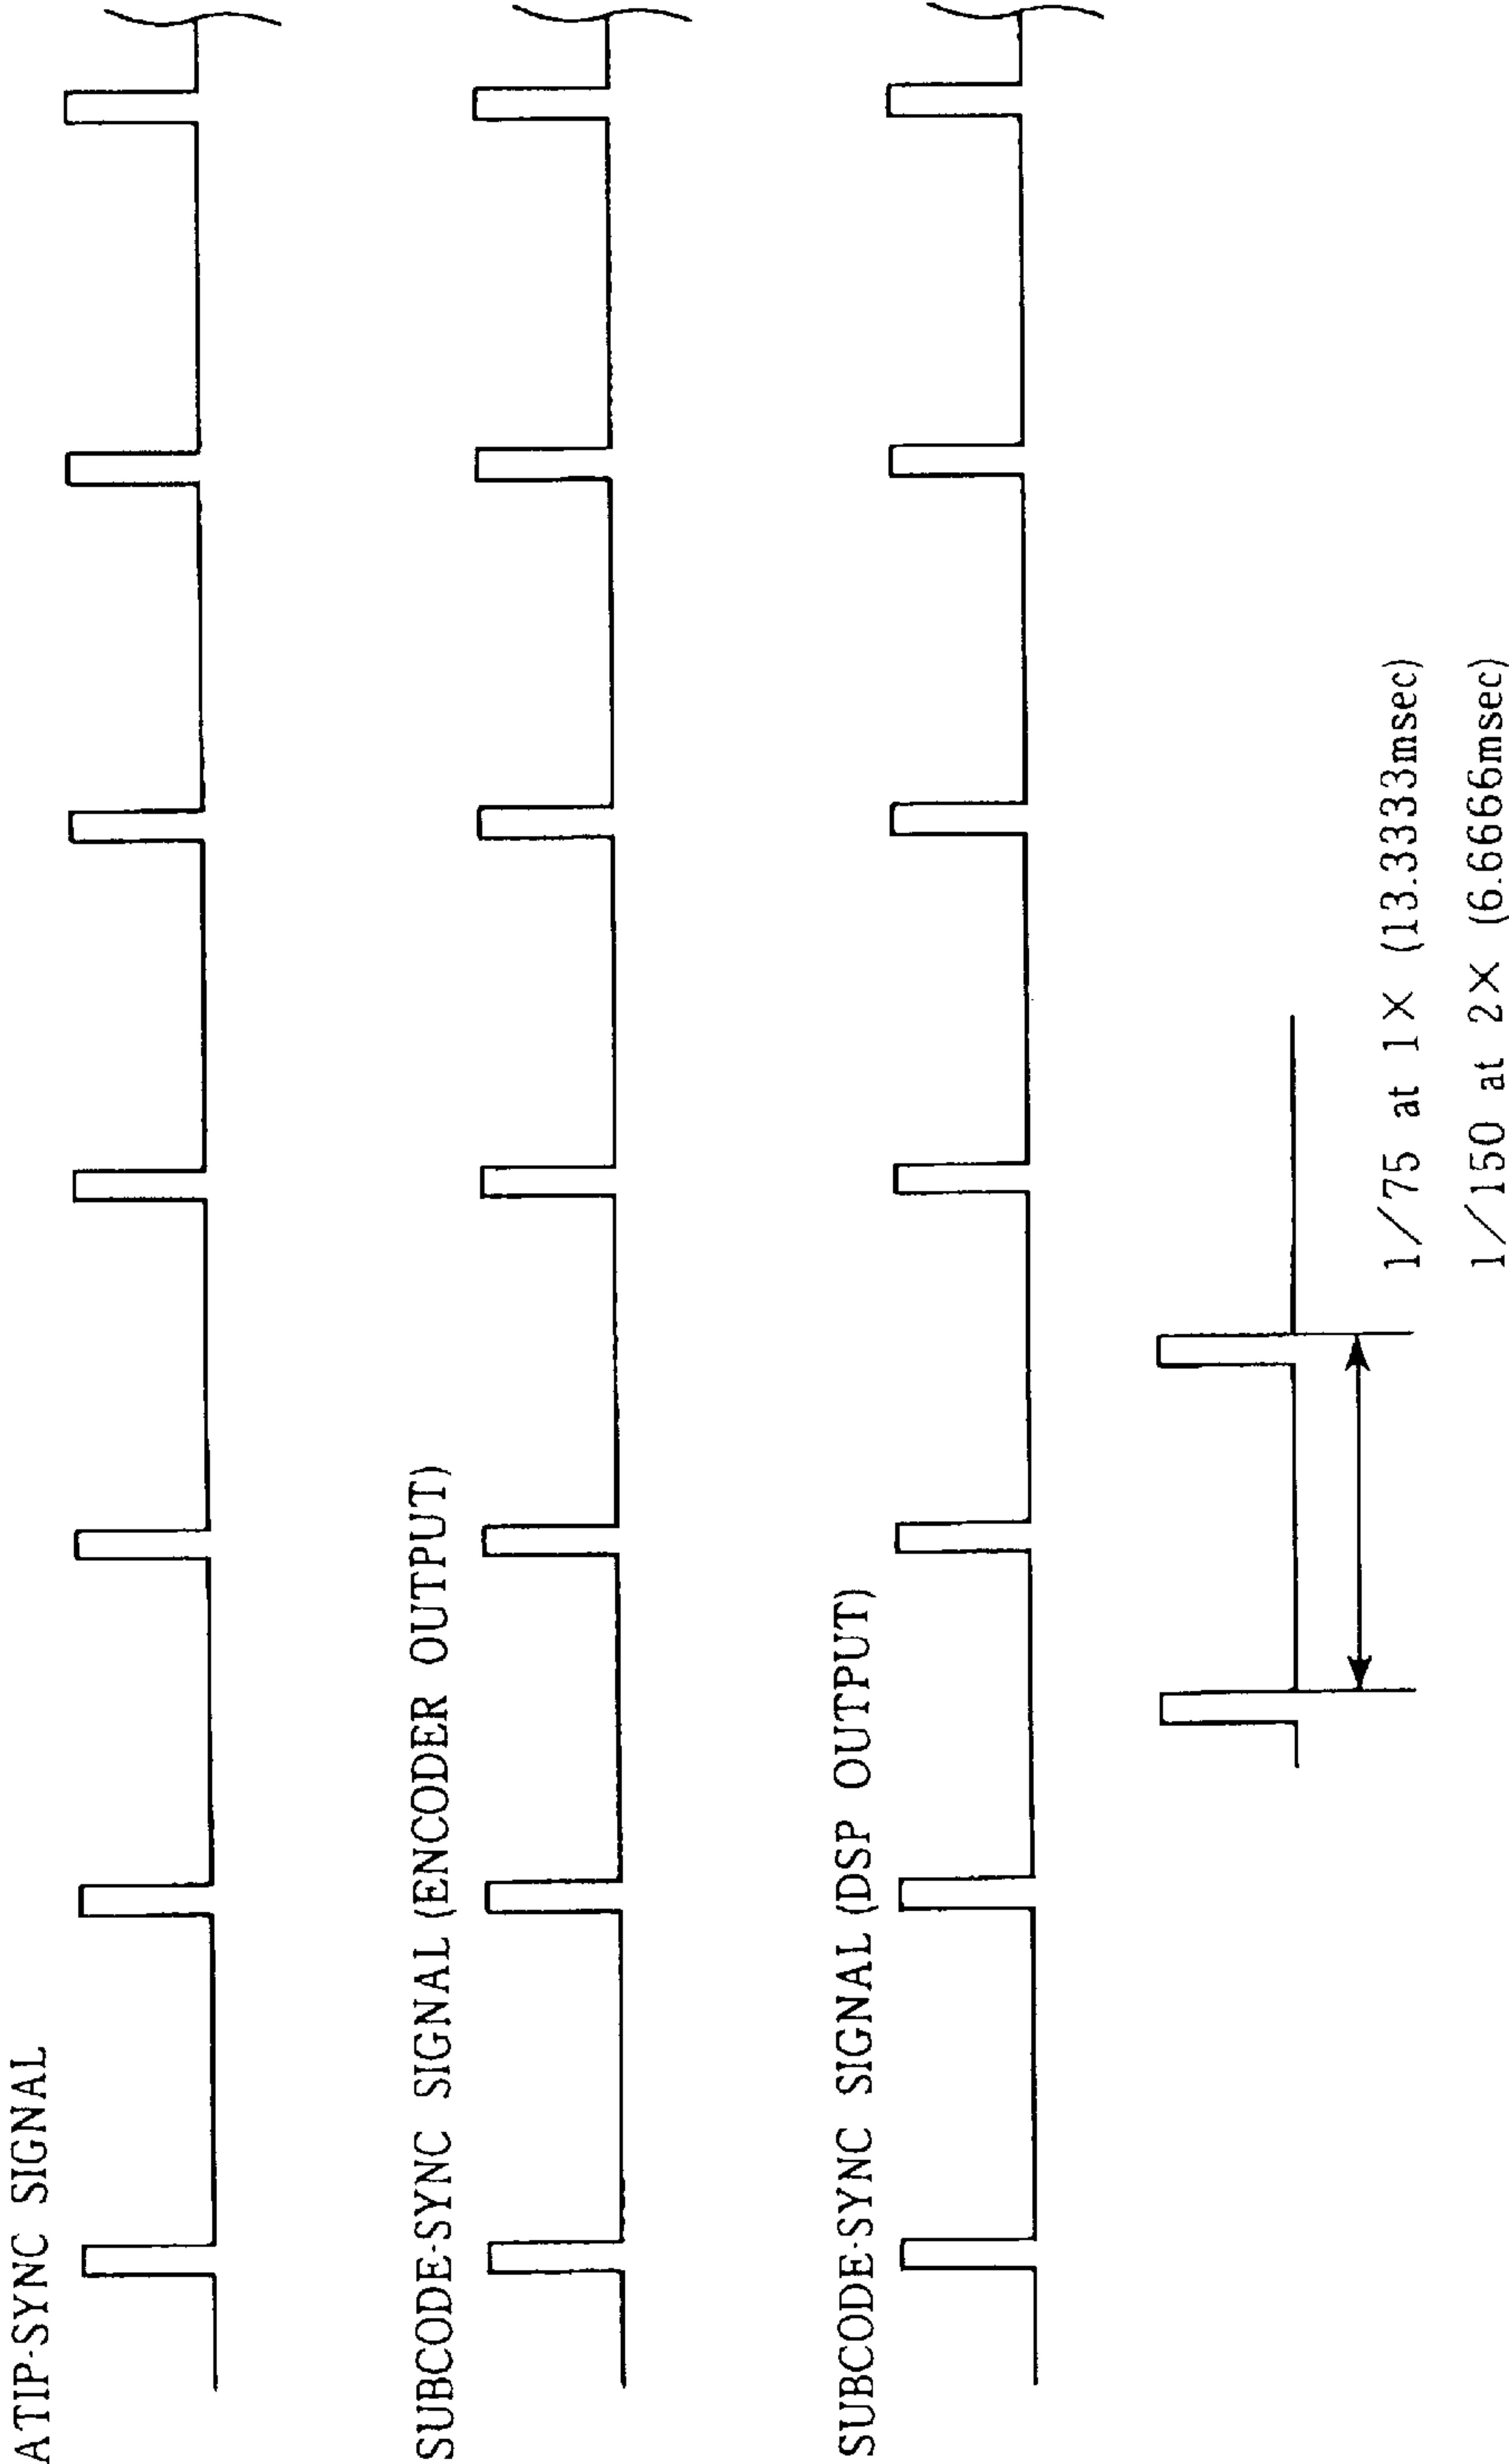 ATIP-SYNC SIGNAL
SUBCODE-SYNC SIGNAL (ENCODER OUTPUT)
SUBCODE-SYNC SIGNAL (DSP OUTPUT)
1/75 at 1× (13.3333msec)
1/150 at 2× (6.6666msec)